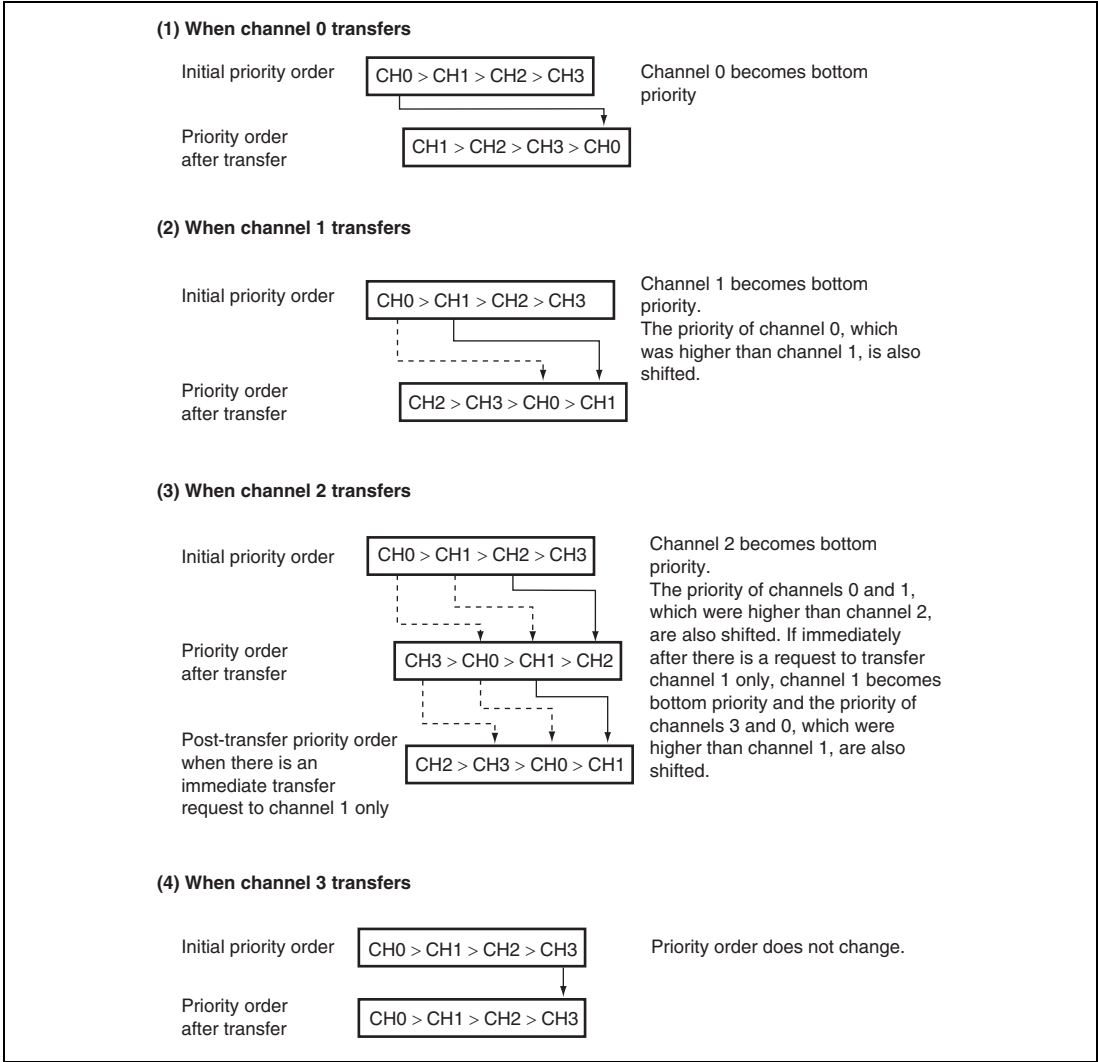 (1) When channel 0 transfers
Initial priority order
CH0 > CH1 > CH2 > CH3
Channel 0 becomes bottom
priority
Priority order
after transfer
CH1 > CH2 > CH3 > CH0
(2) When channel 1 transfers
Initial priority order
CH0 > CH1 > CH2 > CH3
Channel 1 becomes bottom
priority.
The priority of channel 0, which
was higher than channel 1, is also
shifted.
Priority order
after transfer
CH2 > CH3 > CH0 > CH1
(3) When channel 2 transfers
Initial priority order
CH0 > CH1 > CH2 > CH3
Channel 2 becomes bottom
priority.
The priority of channels 0 and 1,
which were higher than channel 2,
are also shifted. If immediately
after there is a request to transfer
channel 1 only, channel 1 becomes
bottom priority and the priority of
channels 3 and 0, which were
higher than channel 1, are also
shifted.
Priority order
after transfer
CH3 > CH0 > CH1 > CH2
Post-transfer priority order
when there is an
immediate transfer
request to channel 1 only
CH2 > CH3 > CH0 > CH1
(4) When channel 3 transfers
Initial priority order
CH0 > CH1 > CH2 > CH3
Priority order does not change.
Priority order
after transfer
CH0 > CH1 > CH2 > CH3